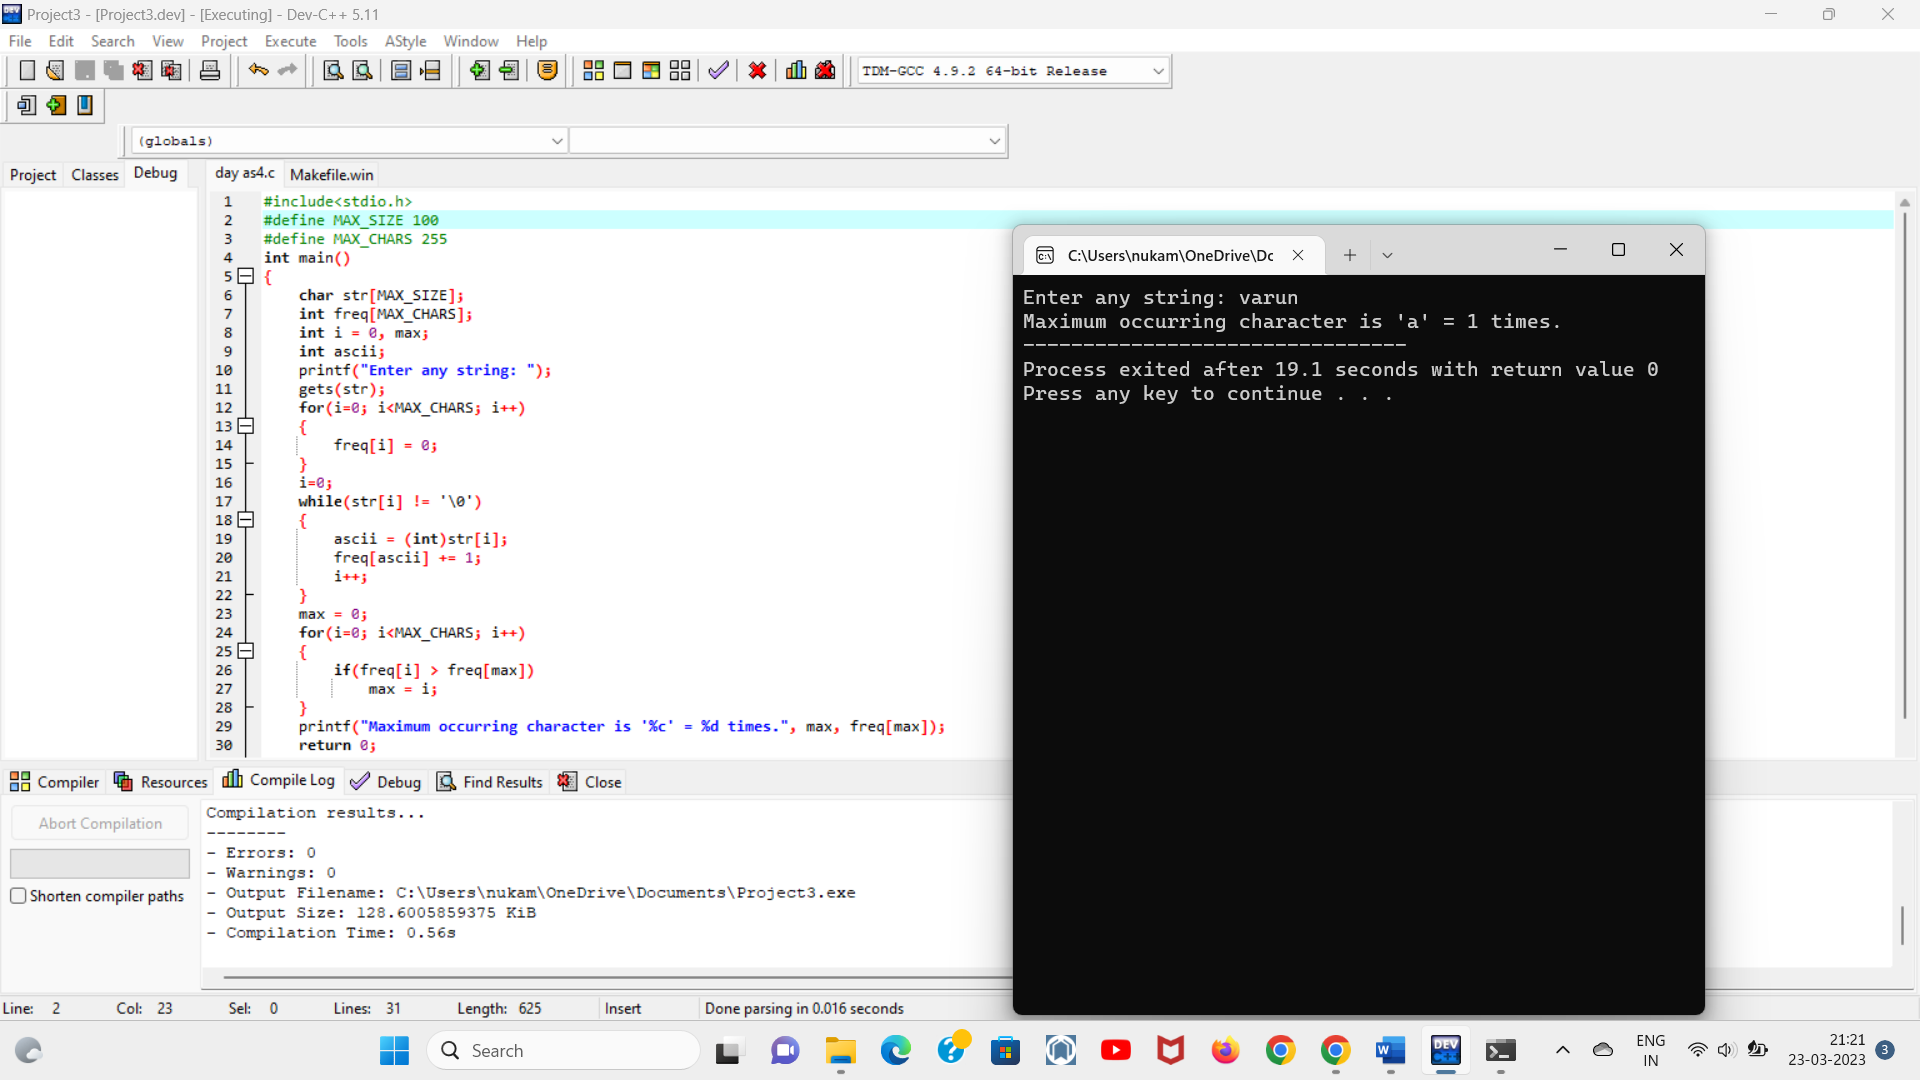 Project3 - [Project3.dev] - [Executing] - Dev-C++ 5.11
File Edit Search View Project Execute Tools AStyle Window Help
TDM-GCC 4.9.2 64-bit Release
(globals)
Project Classes Debug day as4.c Makefile.win
1 #include<stdio.h>
2 #define MAX_SIZE 100
3 #define MAX_CHARS 255
4 int main()
5 {
6 char str[MAX_SIZE];
7 int freq[MAX_CHARS];
8 int i = 0, max;
9 int ascii;
10 printf("Enter any string: ");
11 gets(str);
12 for(i=0; i<MAX_CHARS; i++)
13 {
14 freq[i] = 0;
15 }
16 i=0;
17 while(str[i] != '\0')
18 {
19 ascii = (int)str[i];
20 freq[ascii] += 1;
21 i++;
22 }
23 max = 0;
24 for(i=0; i<MAX_CHARS; i++)
25 {
26 if(freq[i] > freq[max])
27 max = i;
28 }
29 printf("Maximum occurring character is '%c' = %d times.", max, freq[max]);
30 return 0;
C:\Users\nukam\OneDrive\Dc
Enter any string: varun
Maximum occurring character is 'a' = 1 times.
--------------------------------
Process exited after 19.1 seconds with return value 0
Press any key to continue . . .
Compiler Resources Compile Log Debug Find Results Close
Abort Compilation
Shorten compiler paths
Compilation results...
--------
- Errors: 0
- Warnings: 0
- Output Filename: C:\Users\nukam\OneDrive\Documents\Project3.exe
- Output Size: 128.6005859375 KiB
- Compilation Time: 0.56s
Line: 2 Col: 23 Sel: 0 Lines: 31 Length: 625 Insert Done parsing in 0.016 seconds
Search
DEV C++
ENG
IN
21:21
23-03-2023
3